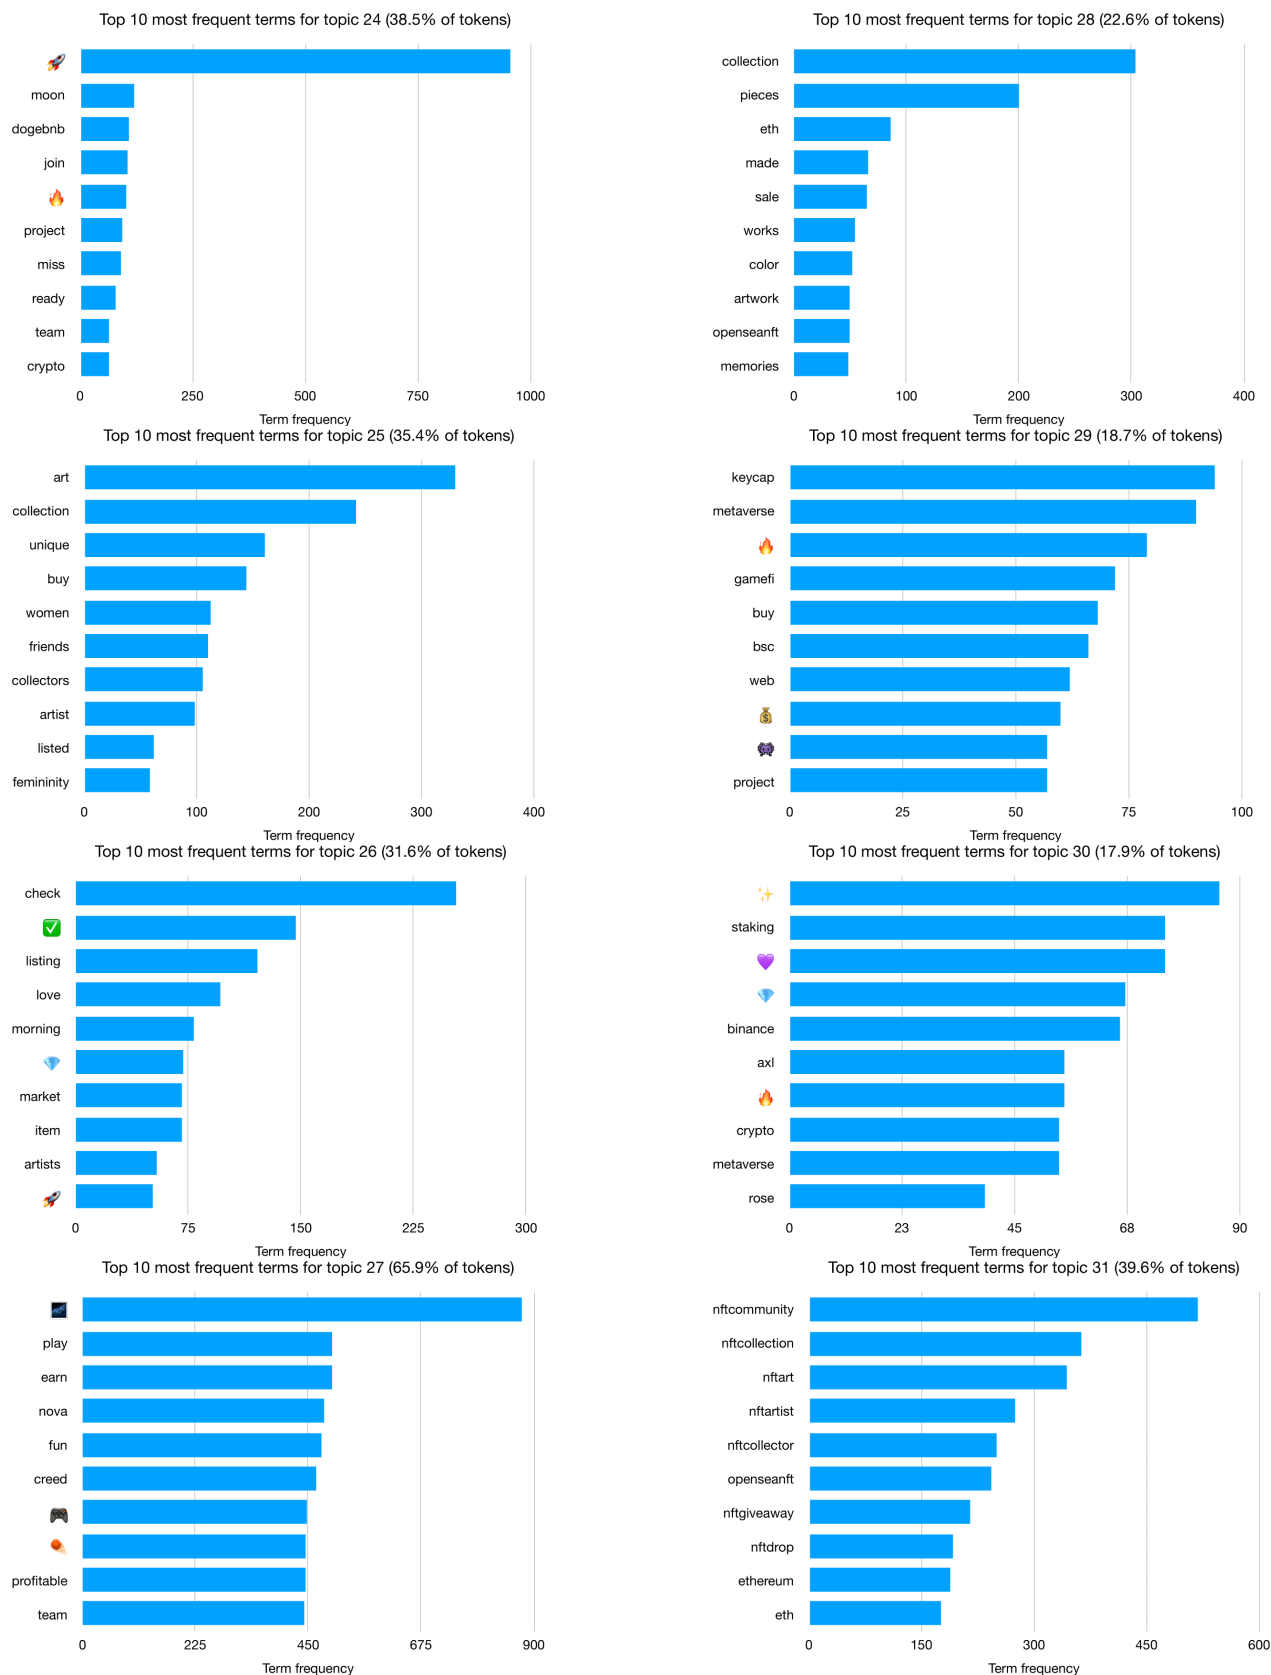 Top 10 most frequent terms for topic 24 (38.5% of tokens)
🚀
moon
dogebnb
join
🔥
project
miss
ready
team
crypto
0 250 500 750 1000
Term frequency
Top 10 most frequent terms for topic 25 (35.4% of tokens)
art
collection
unique
buy
women
friends
collectors
artist
listed
femininity
0 100 200 300 400
Term frequency
Top 10 most frequent terms for topic 26 (31.6% of tokens)
check
✅
listing
love
morning
💎
market
item
artists
🚀
0 75 150 225 300
Term frequency
Top 10 most frequent terms for topic 27 (65.9% of tokens)
🌌
play
earn
nova
fun
creed
🎮
☄️
profitable
team
0 225 450 675 900
Term frequency
Top 10 most frequent terms for topic 28 (22.6% of tokens)
collection
pieces
eth
made
sale
works
color
artwork
openseanft
memories
0 100 200 300 400
Term frequency
Top 10 most frequent terms for topic 29 (18.7% of tokens)
keycap
metaverse
🔥
gamefi
buy
bsc
web
💰
👾
project
0 25 50 75 100
Term frequency
Top 10 most frequent terms for topic 30 (17.9% of tokens)
✨
staking
💜
💎
binance
axl
🔥
crypto
metaverse
rose
0 23 45 68 90
Term frequency
Top 10 most frequent terms for topic 31 (39.6% of tokens)
nftcommunity
nftcollection
nftart
nftartist
nftcollector
openseanft
nftgiveaway
nftdrop
ethereum
eth
0 150 300 450 600
Term frequency